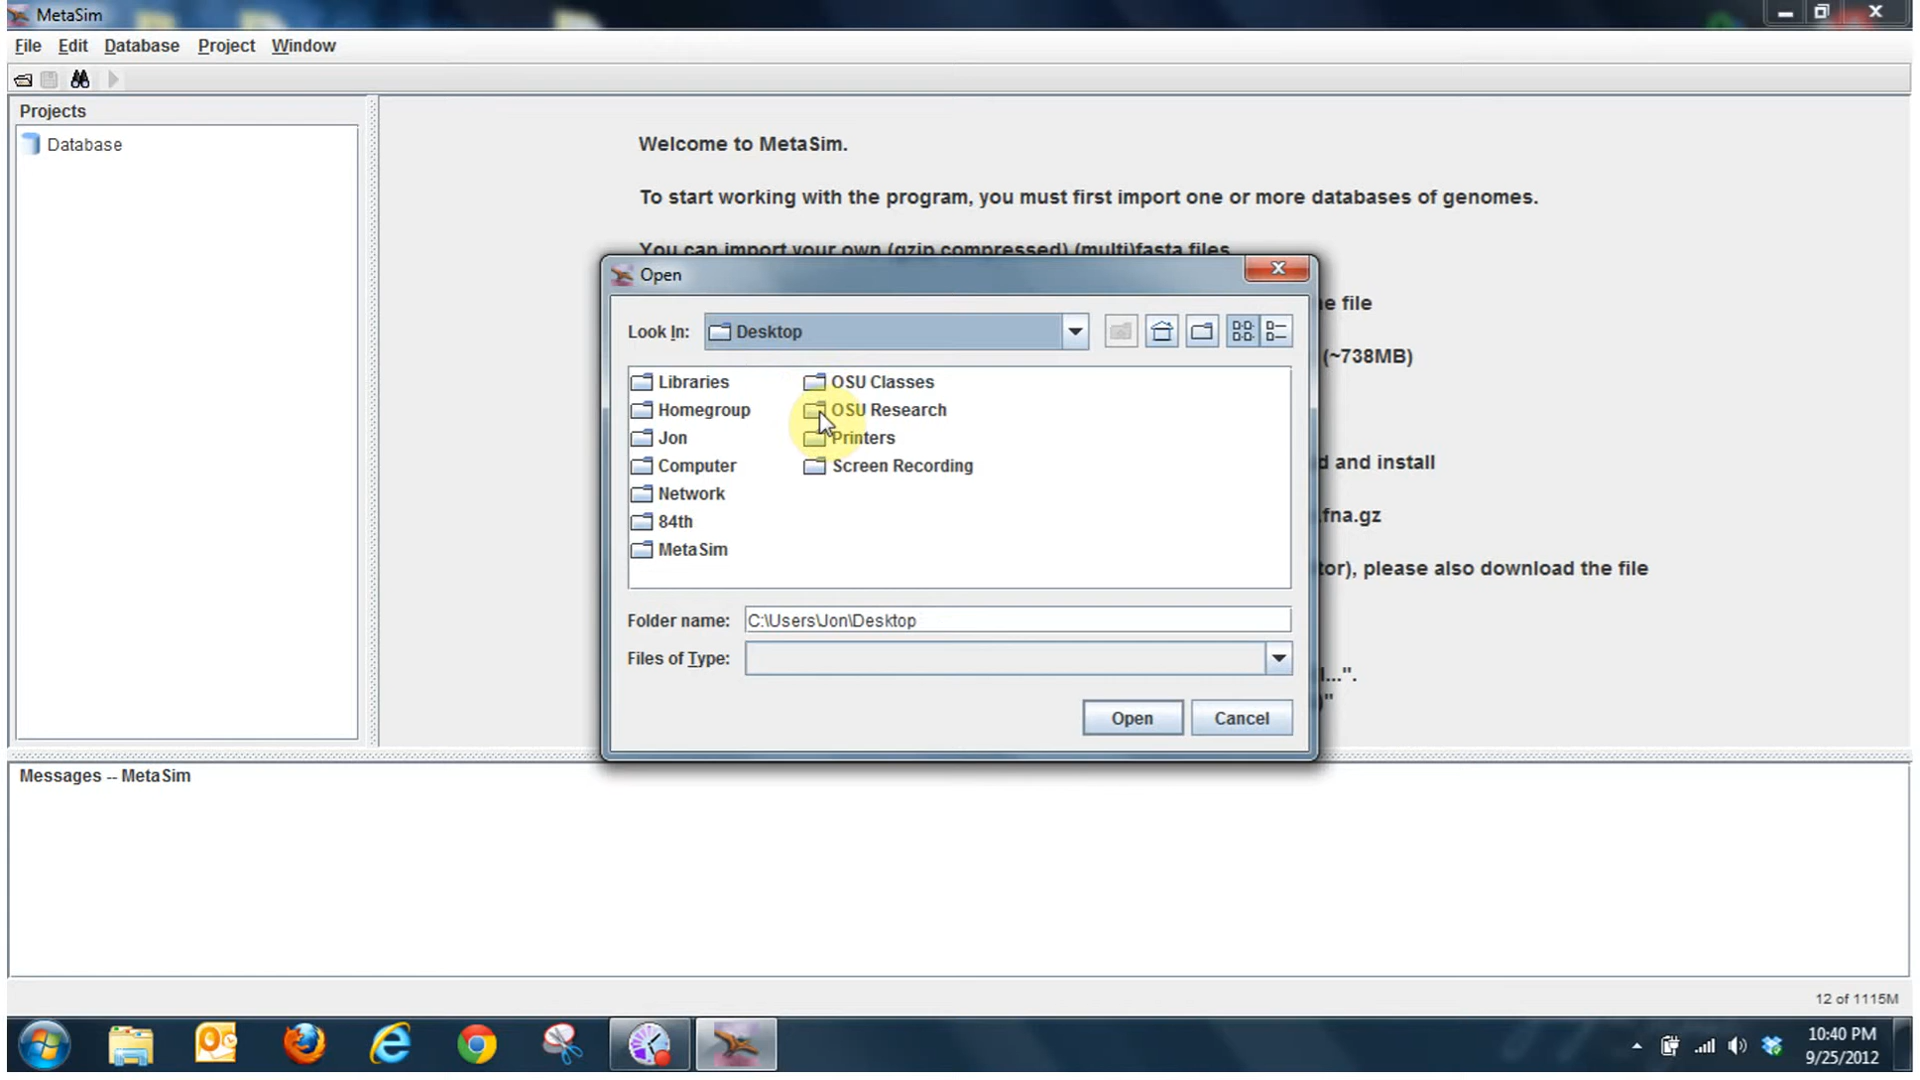 MetaSim
File Edit Database Project Window
Projects
Database
Welcome to MetaSim.
To start working with the program, you must first import one or more databases of genomes.
You can import your own (gzip compressed) (multi)fasta files
e file
(~738MB)
d and install
.fna.gz
tor), please also download the file
l...".
)"
Open
Look In: Desktop
Libraries OSU Classes
Homegroup OSU Research
Jon Printers
Computer Screen Recording
Network
84th
MetaSim
Folder name: C:\Users\Jon\Desktop
Files of Type:
Open Cancel
Messages -- MetaSim
12 of 1115M
10:40 PM
9/25/2012